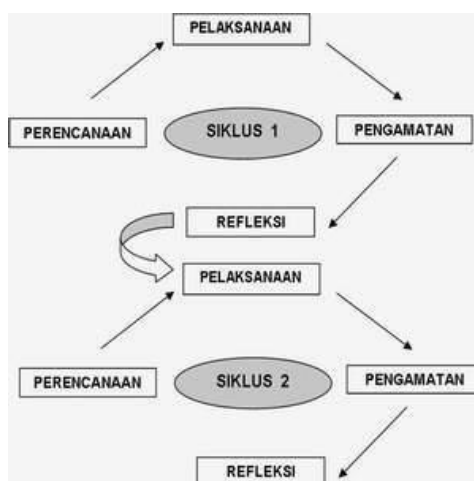 PELAKSANAAN
PERENCANAAN
SIKLUS 1
PENGAMATAN
REFLEKSI
PELAKSANAAN
PERENCANAAN
SIKLUS 2
PENGAMATAN
REFLEKSI